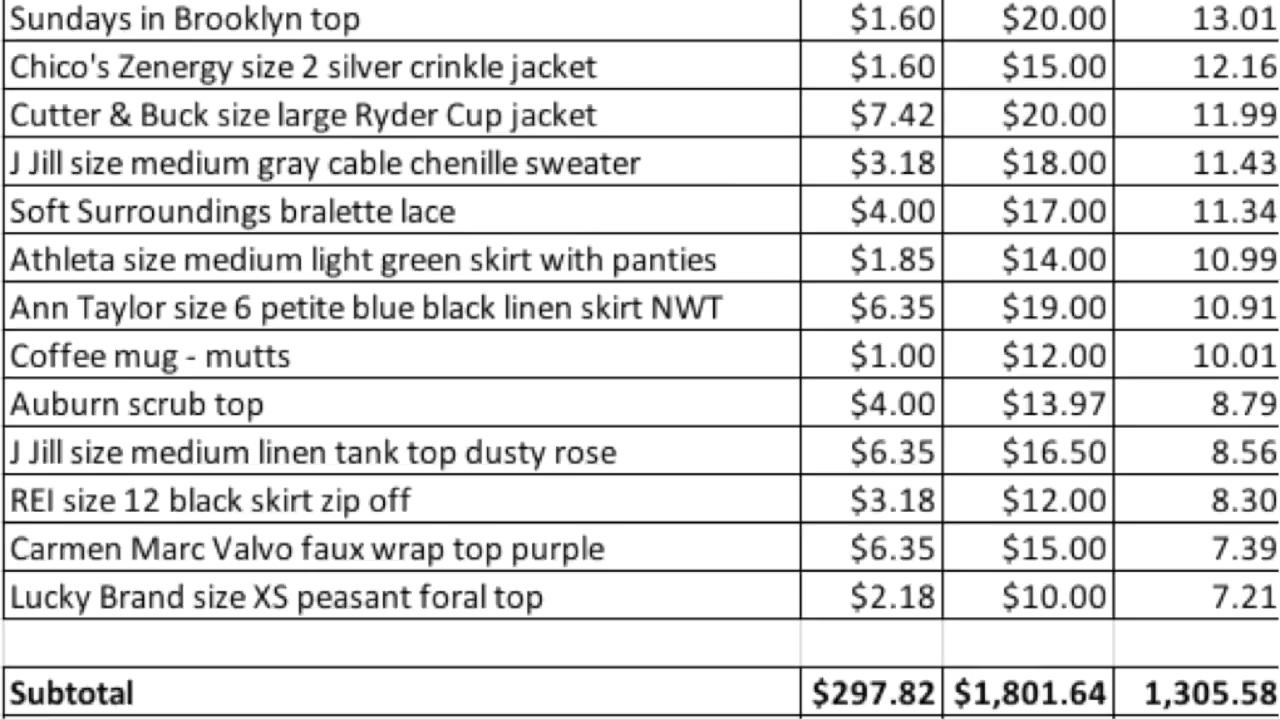 Sundays in Brooklyn top $1.60 $20.00 13.01
Chico's Zenergy size 2 silver crinkle jacket $1.60 $15.00 12.16
Cutter & Buck size large Ryder Cup jacket $7.42 $20.00 11.99
J Jill size medium gray cable chenille sweater $3.18 $18.00 11.43
Soft Surroundings bralette lace $4.00 $17.00 11.34
Athleta size medium light green skirt with panties $1.85 $14.00 10.99
Ann Taylor size 6 petite blue black linen skirt NWT $6.35 $19.00 10.91
Coffee mug - mutts $1.00 $12.00 10.01
Auburn scrub top $4.00 $13.97 8.79
J Jill size medium linen tank top dusty rose $6.35 $16.50 8.56
REI size 12 black skirt zip off $3.18 $12.00 8.30
Carmen Marc Valvo faux wrap top purple $6.35 $15.00 7.39
Lucky Brand size XS peasant foral top $2.18 $10.00 7.21
Subtotal $297.82 $1,801.64 1,305.58